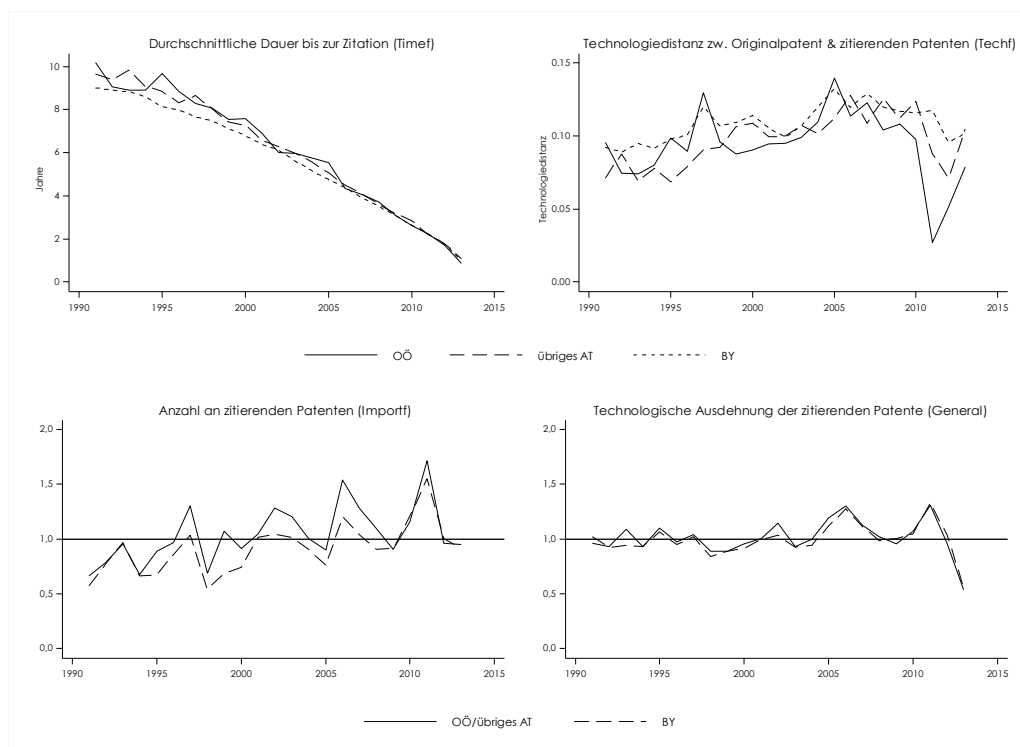 Durchschnittliche Dauer bis zur Zitation (Timef)
Jahre
10
8
6
4
2
0
1990 1995 2000 2005 2010 2015
Technologiedistanz zw. Originalpatent & zitierenden Patenten (Techf)
Technologiedistanz
0.15
0.10
0.05
0.00
1990 1995 2000 2005 2010 2015
OÖ übriges AT BY
Anzahl an zitierenden Patenten (Importf)
2,0
1,5
1,0
0,5
0,0
1990 1995 2000 2005 2010 2015
Technologische Ausdehnung der zitierenden Patente (General)
2,0
1,5
1,0
0,5
0,0
1990 1995 2000 2005 2010 2015
OÖ/übriges AT BY